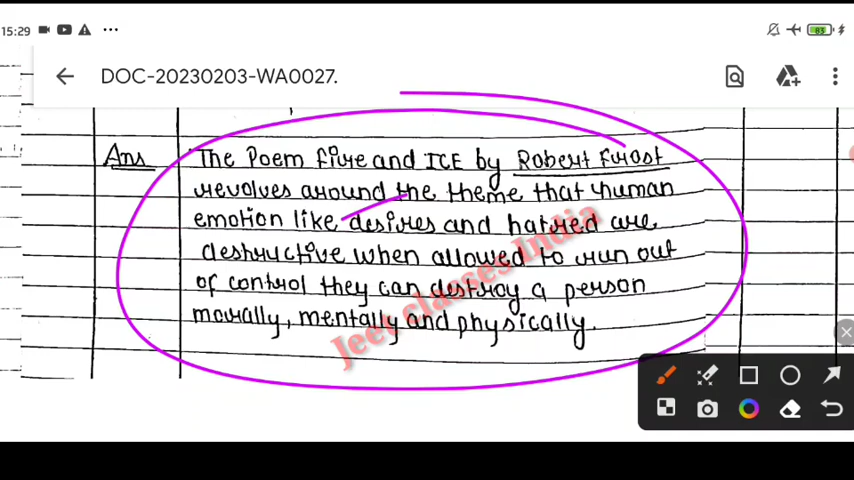 15:29
83
DOC-20230203-WA0027.
Ans The Poem fire and ICE by Robert Frost
revolves around the theme that human
emotion like desires and hatred are
destructive when allowed to run out
of control they can destroy a person
morally, mentally and physically.
Jeet classes India